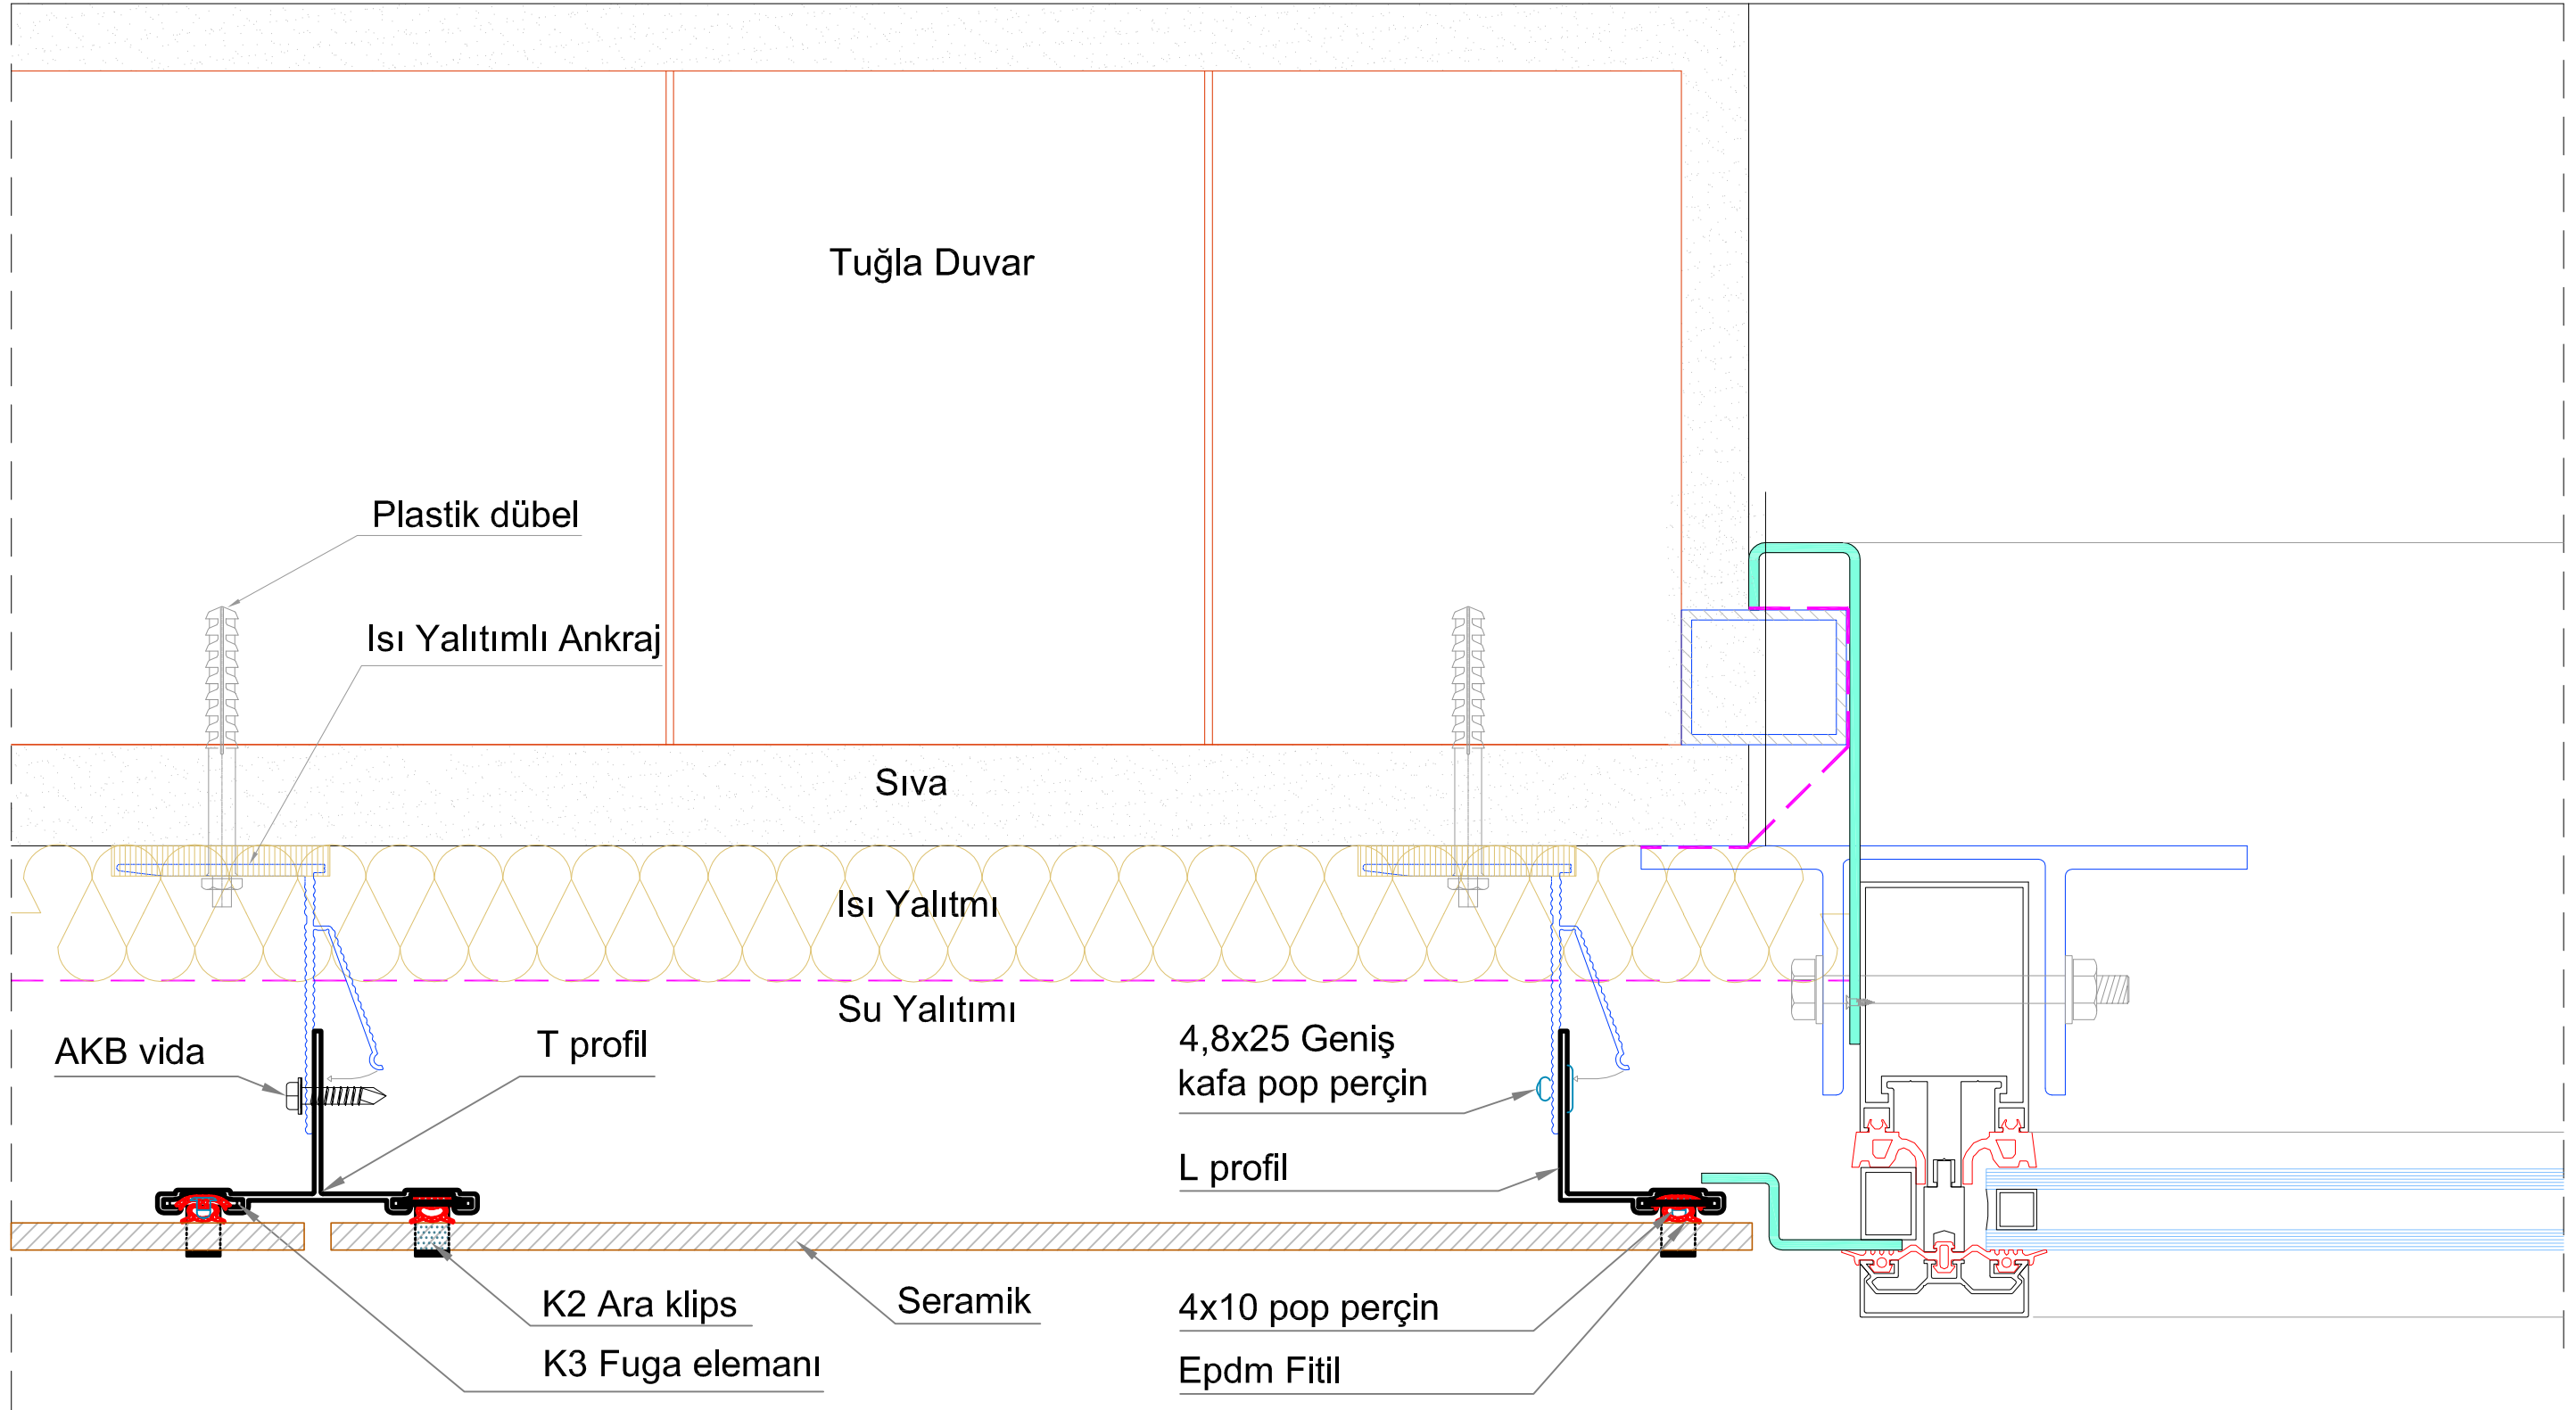 Tuğla Duvar
Plastik dübel
Isı Yalıtımlı Ankraj
Sıva
Isı Yalıtmı
Su Yalıtımı
AKB vida
T profil
4,8x25 Geniş
kafa pop perçin
L profil
K2 Ara klips
Seramik
4x10 pop perçin
K3 Fuga elemanı
Epdm Fitil